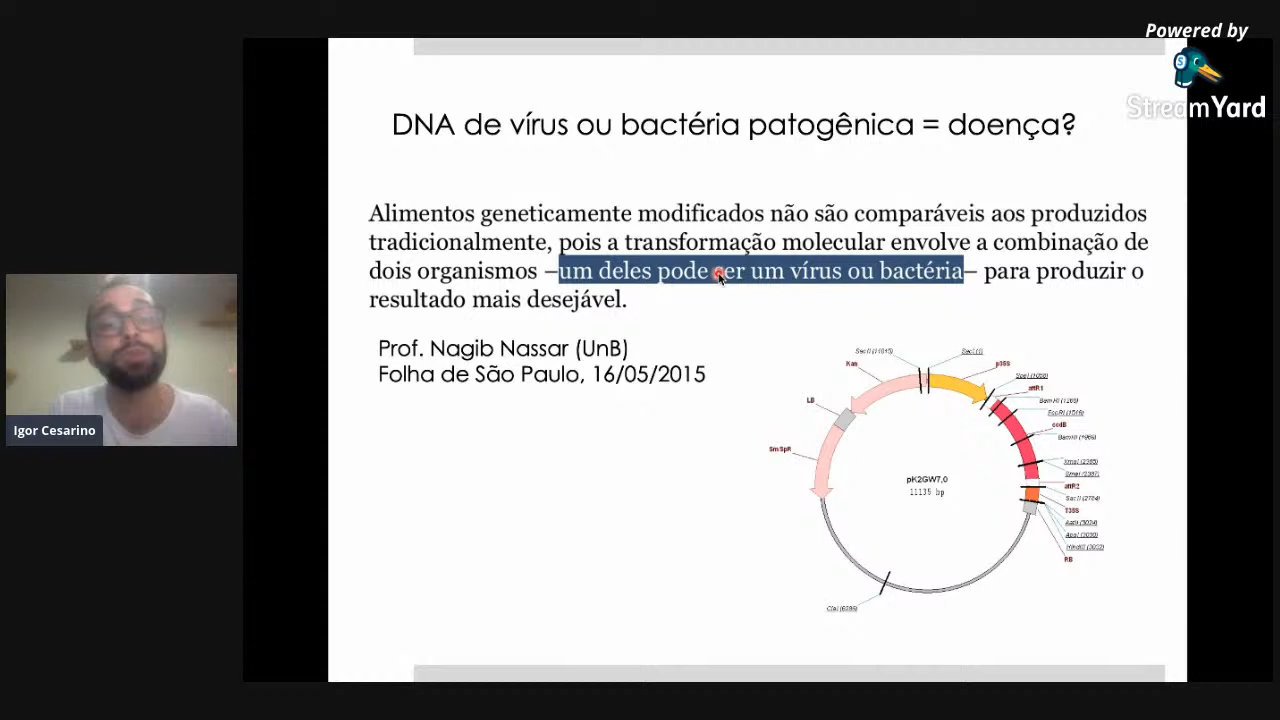 Powered by
StreamYard
DNA de vírus ou bactéria patogênica = doença?
Alimentos geneticamente modificados não são comparáveis aos produzidos
tradicionalmente, pois a transformação molecular envolve a combinação de
dois organismos –um deles pode ser um vírus ou bactéria– para produzir o
resultado mais desejável.
Prof. Nagib Nassar (UnB)
Folha de São Paulo, 16/05/2015
Igor Cesarino
Kan
p35S
attR1
LB
ccdB
SmSpR
pK2GW7,0
11135 bp
attR2
T35S
RB